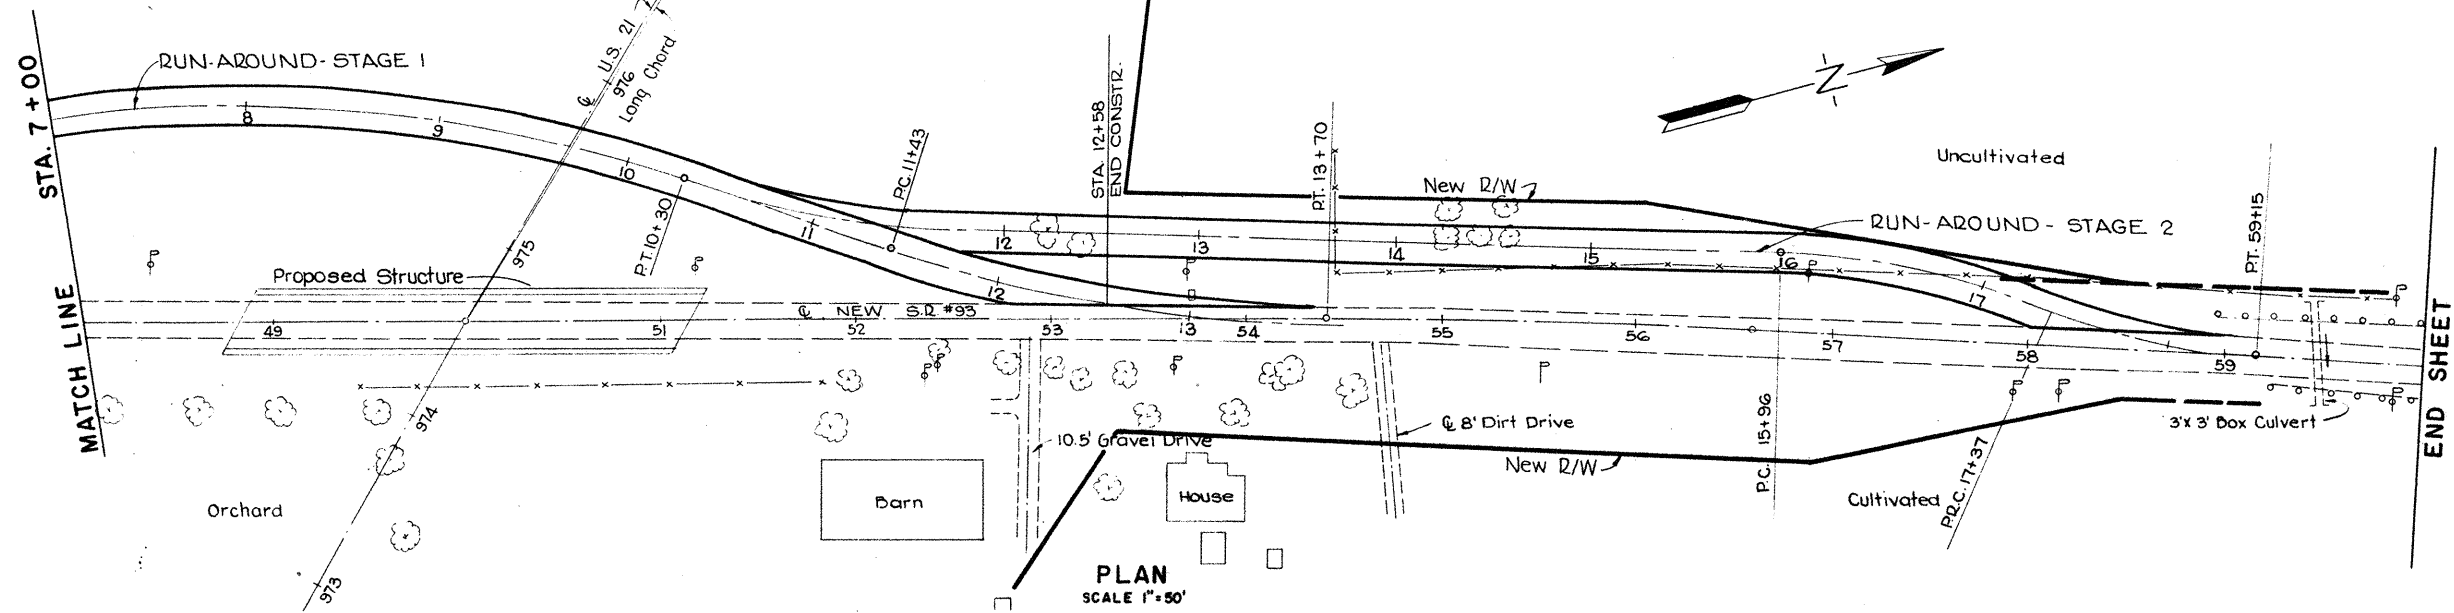 STA. 7+00
MATCH LINE
RUN-AROUND-STAGE 1
8
9
10
11
12
13
℄ U.S. 21
Long Chord
976
975
974
973
P.T. 10+30
P.C. 11+43
STA. 12+58
END CONSTR.
P.T. 13+70
N
Uncultivated
New R/W
RUN-AROUND-STAGE 2
12
13
14
15
16
17
P.T. 59+15
Proposed Structure
℄ NEW S.R. #93
49
51
52
53
54
55
56
57
58
59
10.5' Gravel Drive
℄ 8' Dirt Drive
New R/W
P.C. 15+96
P.R.C. 17+37
3'x 3' Box Culvert
END SHEET
Orchard
Barn
House
Cultivated
PLAN
SCALE 1"=50'